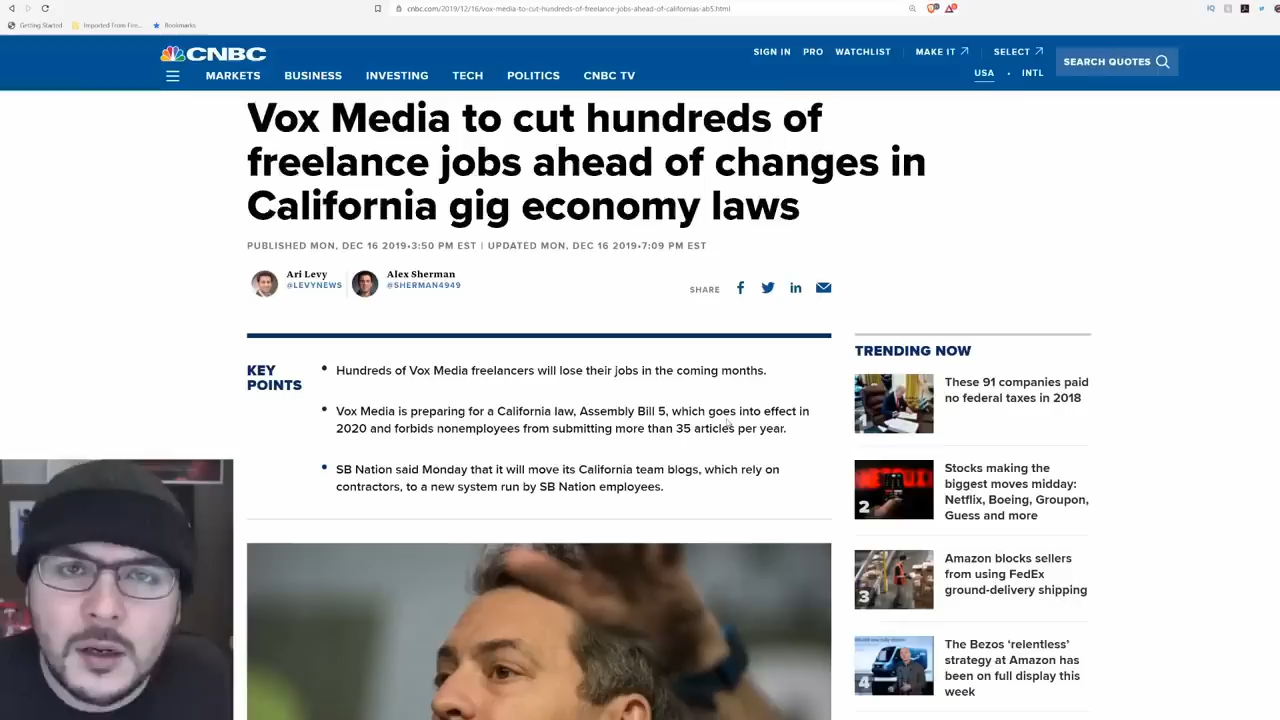 cnbc.com/2019/12/16/vox-media-to-cut-hundreds-of-freelance-jobs-ahead-of-californias-ab5.html
Getting Started
Imported From Fire...
Bookmarks
CNBC
SIGN IN
PRO
WATCHLIST
MAKE IT
SELECT
USA
INTL
SEARCH QUOTES
MARKETS
BUSINESS
INVESTING
TECH
POLITICS
CNBC TV
Vox Media to cut hundreds of
freelance jobs ahead of changes in
California gig economy laws
PUBLISHED MON, DEC 16 2019•3:50 PM EST | UPDATED MON, DEC 16 2019•7:09 PM EST
Ari Levy
@LEVYNEWS
Alex Sherman
@SHERMAN4949
SHARE
KEY
POINTS
Hundreds of Vox Media freelancers will lose their jobs in the coming months.
Vox Media is preparing for a California law, Assembly Bill 5, which goes into effect in
2020 and forbids nonemployees from submitting more than 35 articles per year.
SB Nation said Monday that it will move its California team blogs, which rely on
contractors, to a new system run by SB Nation employees.
TRENDING NOW
1
These 91 companies paid
no federal taxes in 2018
2
Stocks making the
biggest moves midday:
Netflix, Boeing, Groupon,
Guess and more
3
Amazon blocks sellers
from using FedEx
ground-delivery shipping
4
The Bezos ‘relentless’
strategy at Amazon has
been on full display this
week